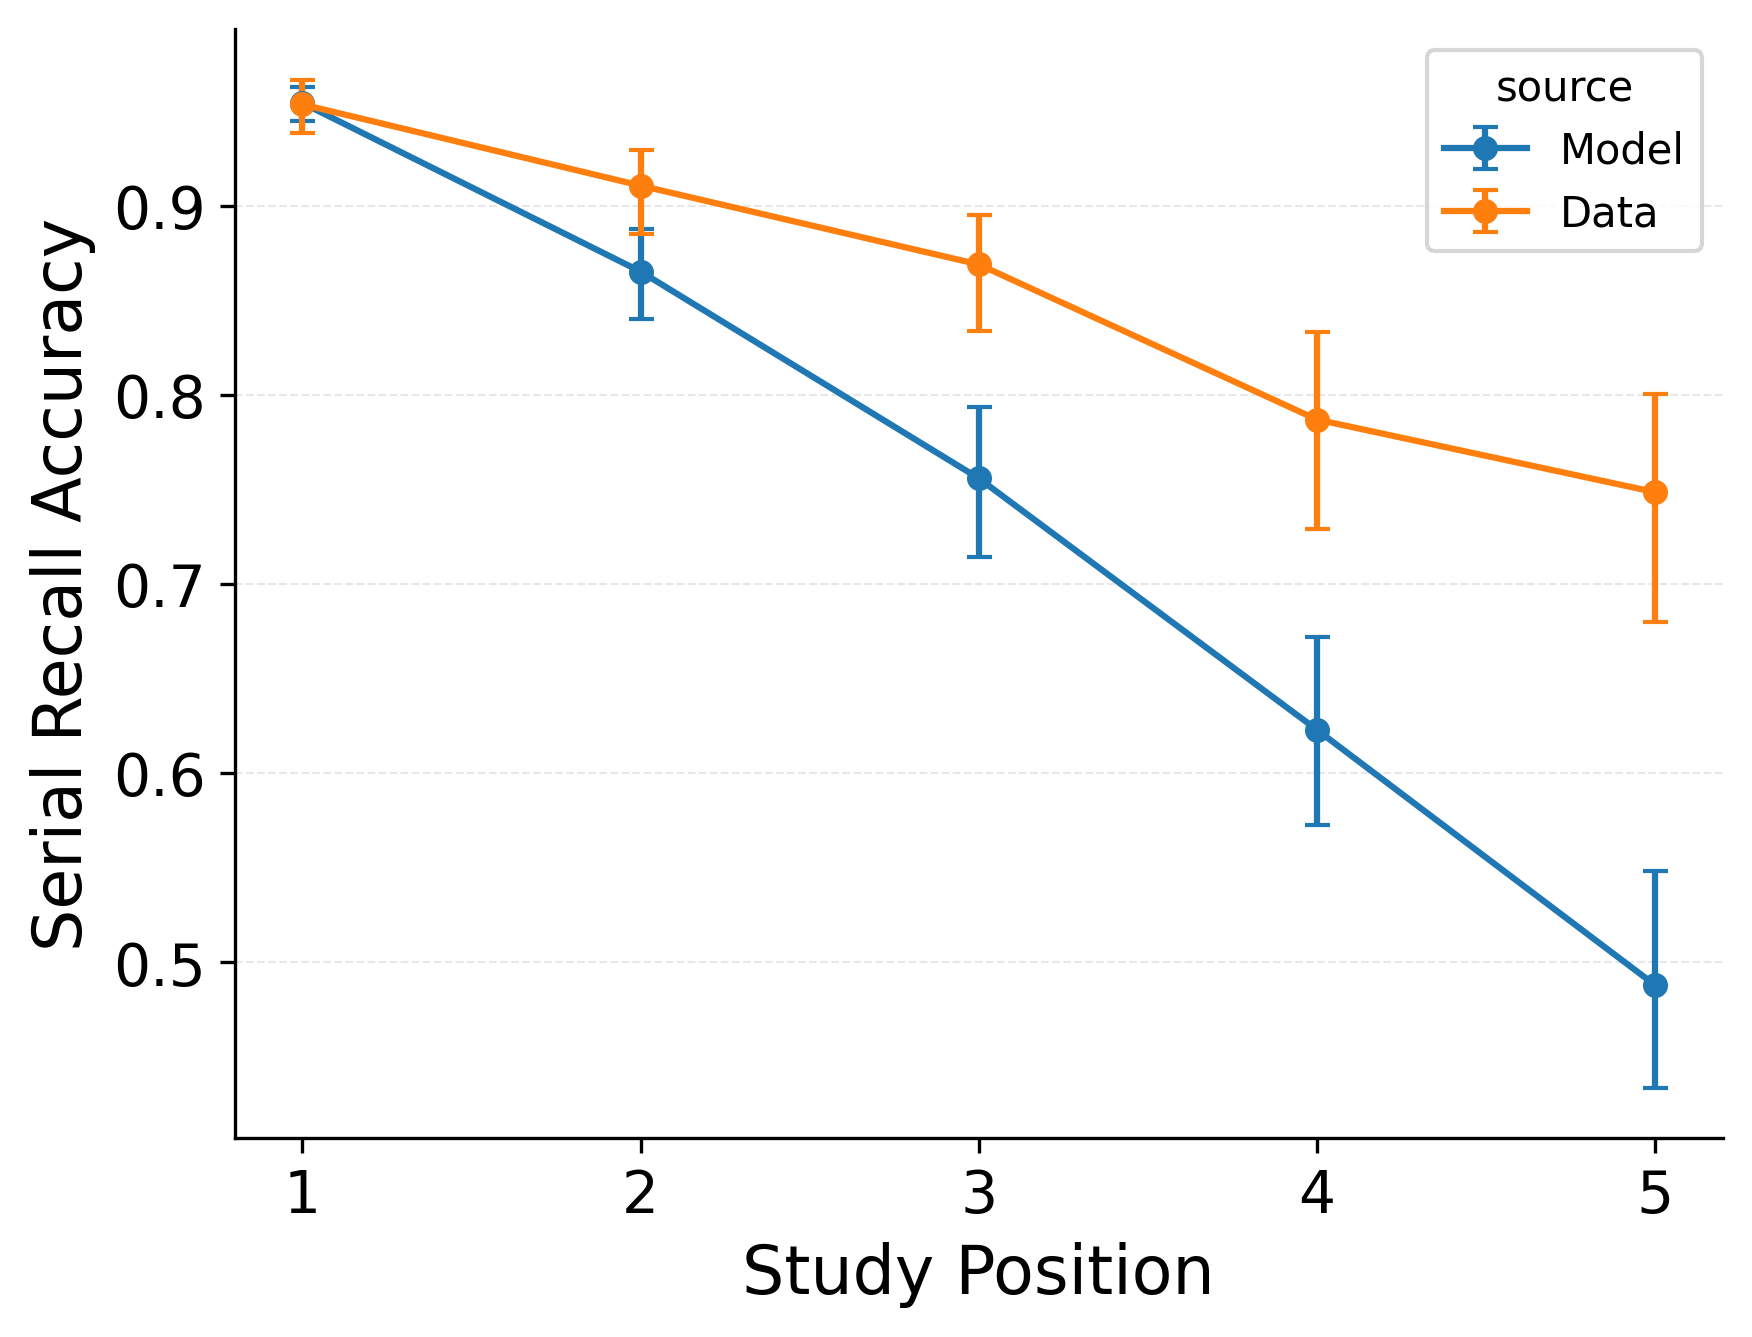 source
Model
Data
Serial Recall Accuracy
0.9
0.8
0.7
0.6
0.5
1 2 3 4 5
Study Position